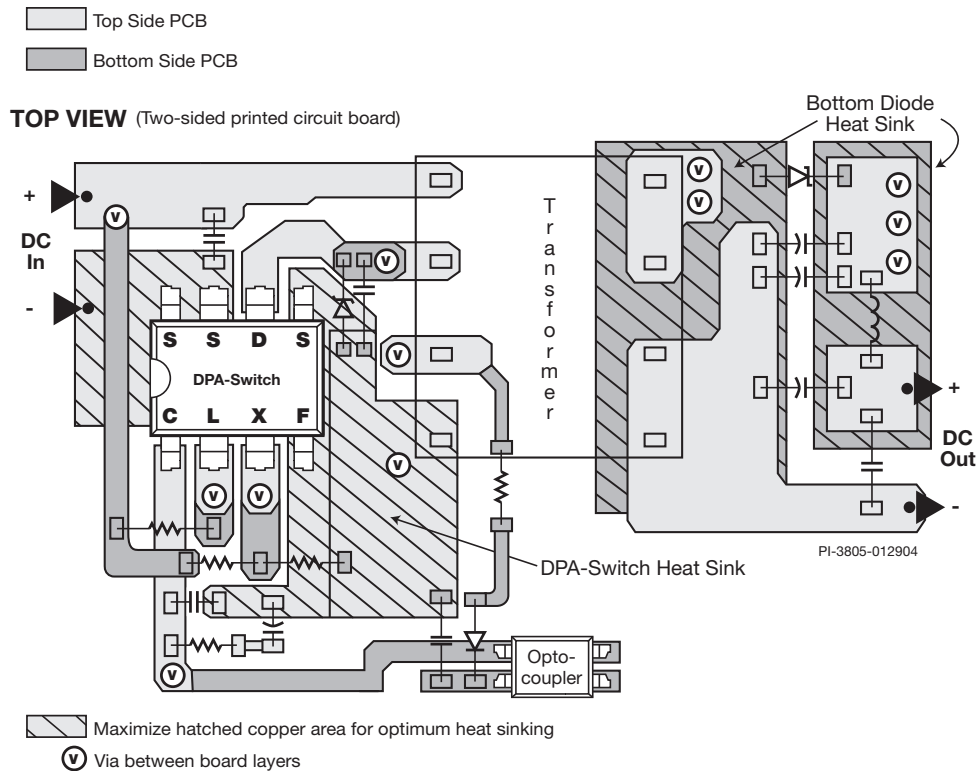 Top Side PCB
Bottom Side PCB
TOP VIEW (Two-sided printed circuit board)
Bottom Diode
Heat Sink
+
DC
In
-
V
V
V
V
V
V
V
V
V
V
V
V
Transformer
S S D S
DPA-Switch
C L X F
+
DC
Out
-
PI-3805-012904
DPA-Switch Heat Sink
Opto-
coupler
Maximize hatched copper area for optimum heat sinking
V Via between board layers